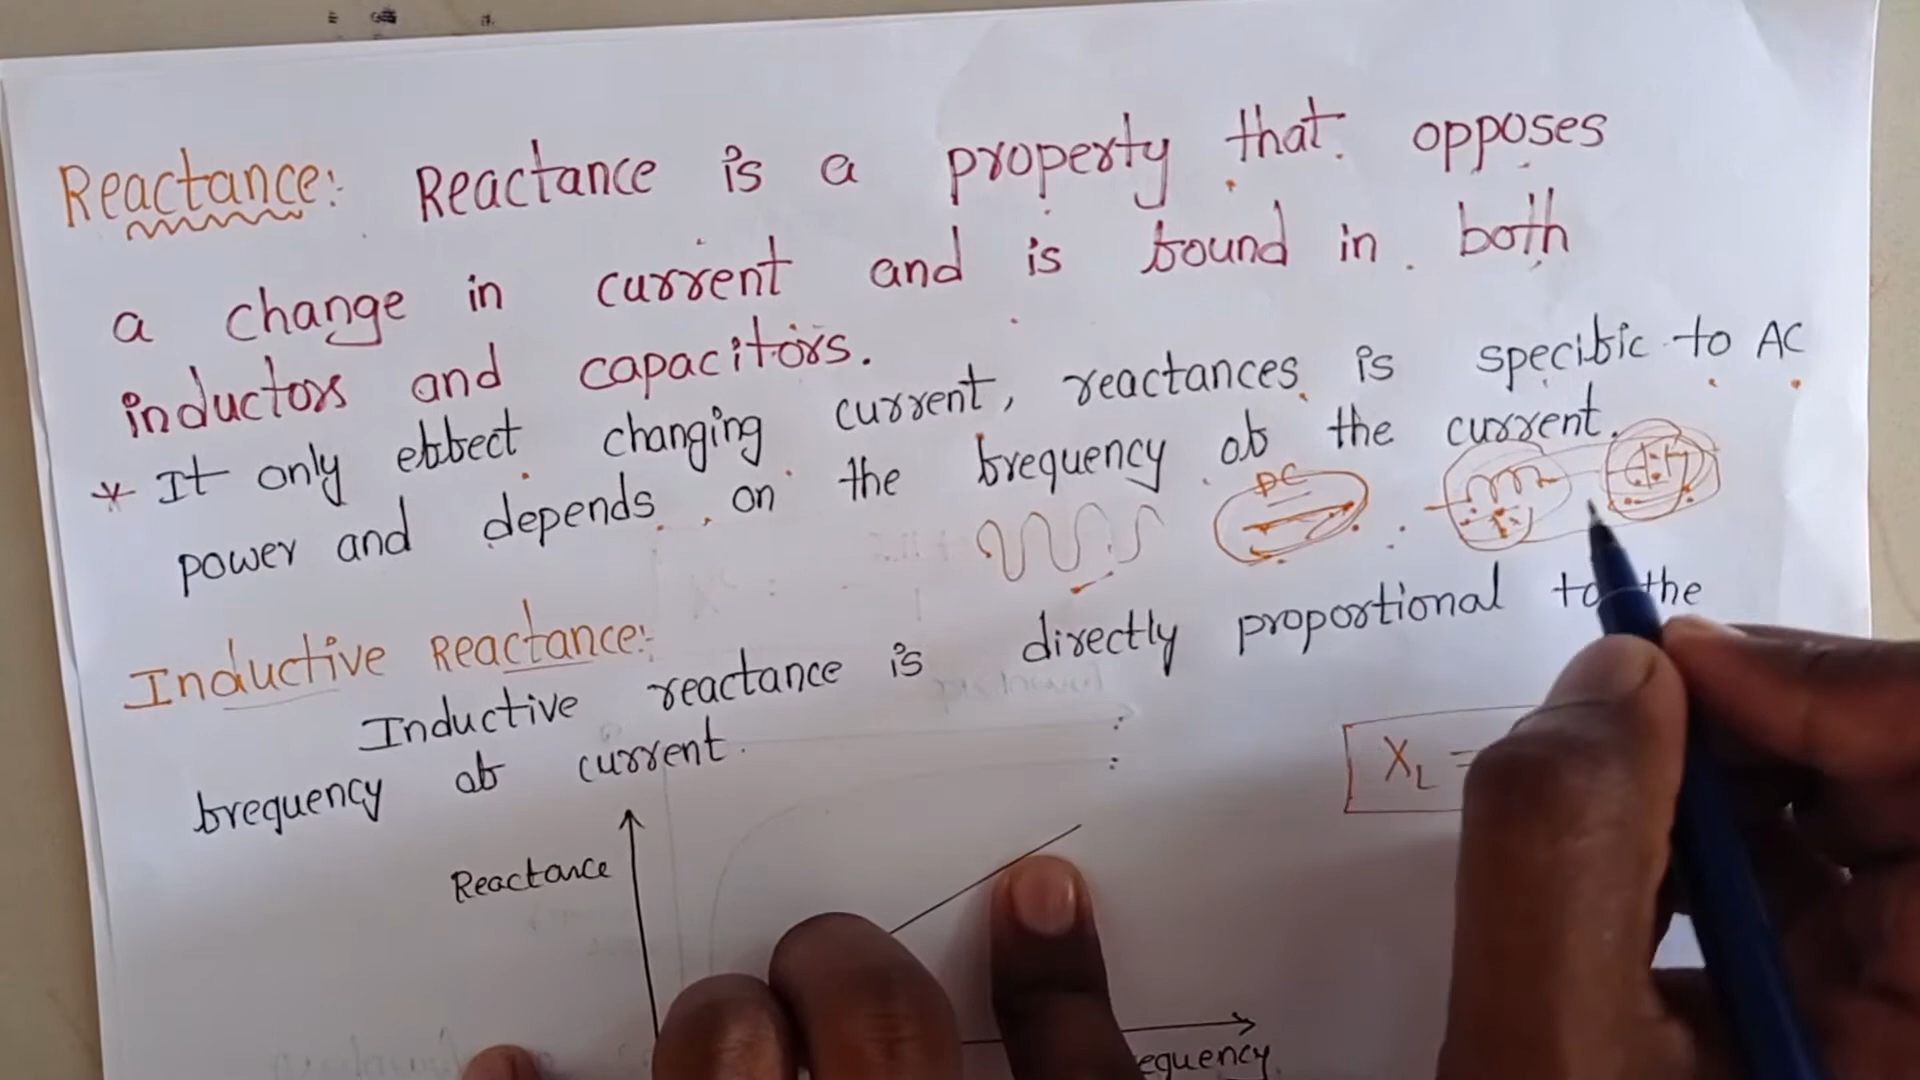 Reactance: Reactance is a property that opposes
a change in current and is found in both
inductors and capacitors.
* It only effect changing current, reactances is specific to AC
power and depends on the frequency of the current.
DC
Inductive Reactance:
Inductive reactance is directly proportional to the
frequency of current.
XL =
Reactance
equency